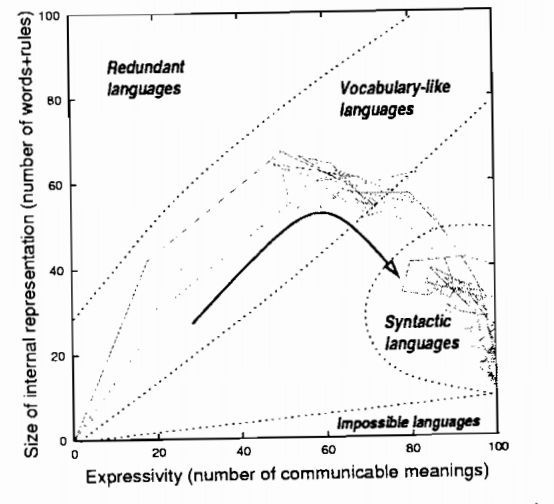 Size of internal representation (number of words+rules)
100
80
60
40
20
0
Redundant
languages
Vocabulary-like
languages
Syntactic
languages
Impossible languages
0
20
40
60
80
100
Expressivity (number of communicable meanings)